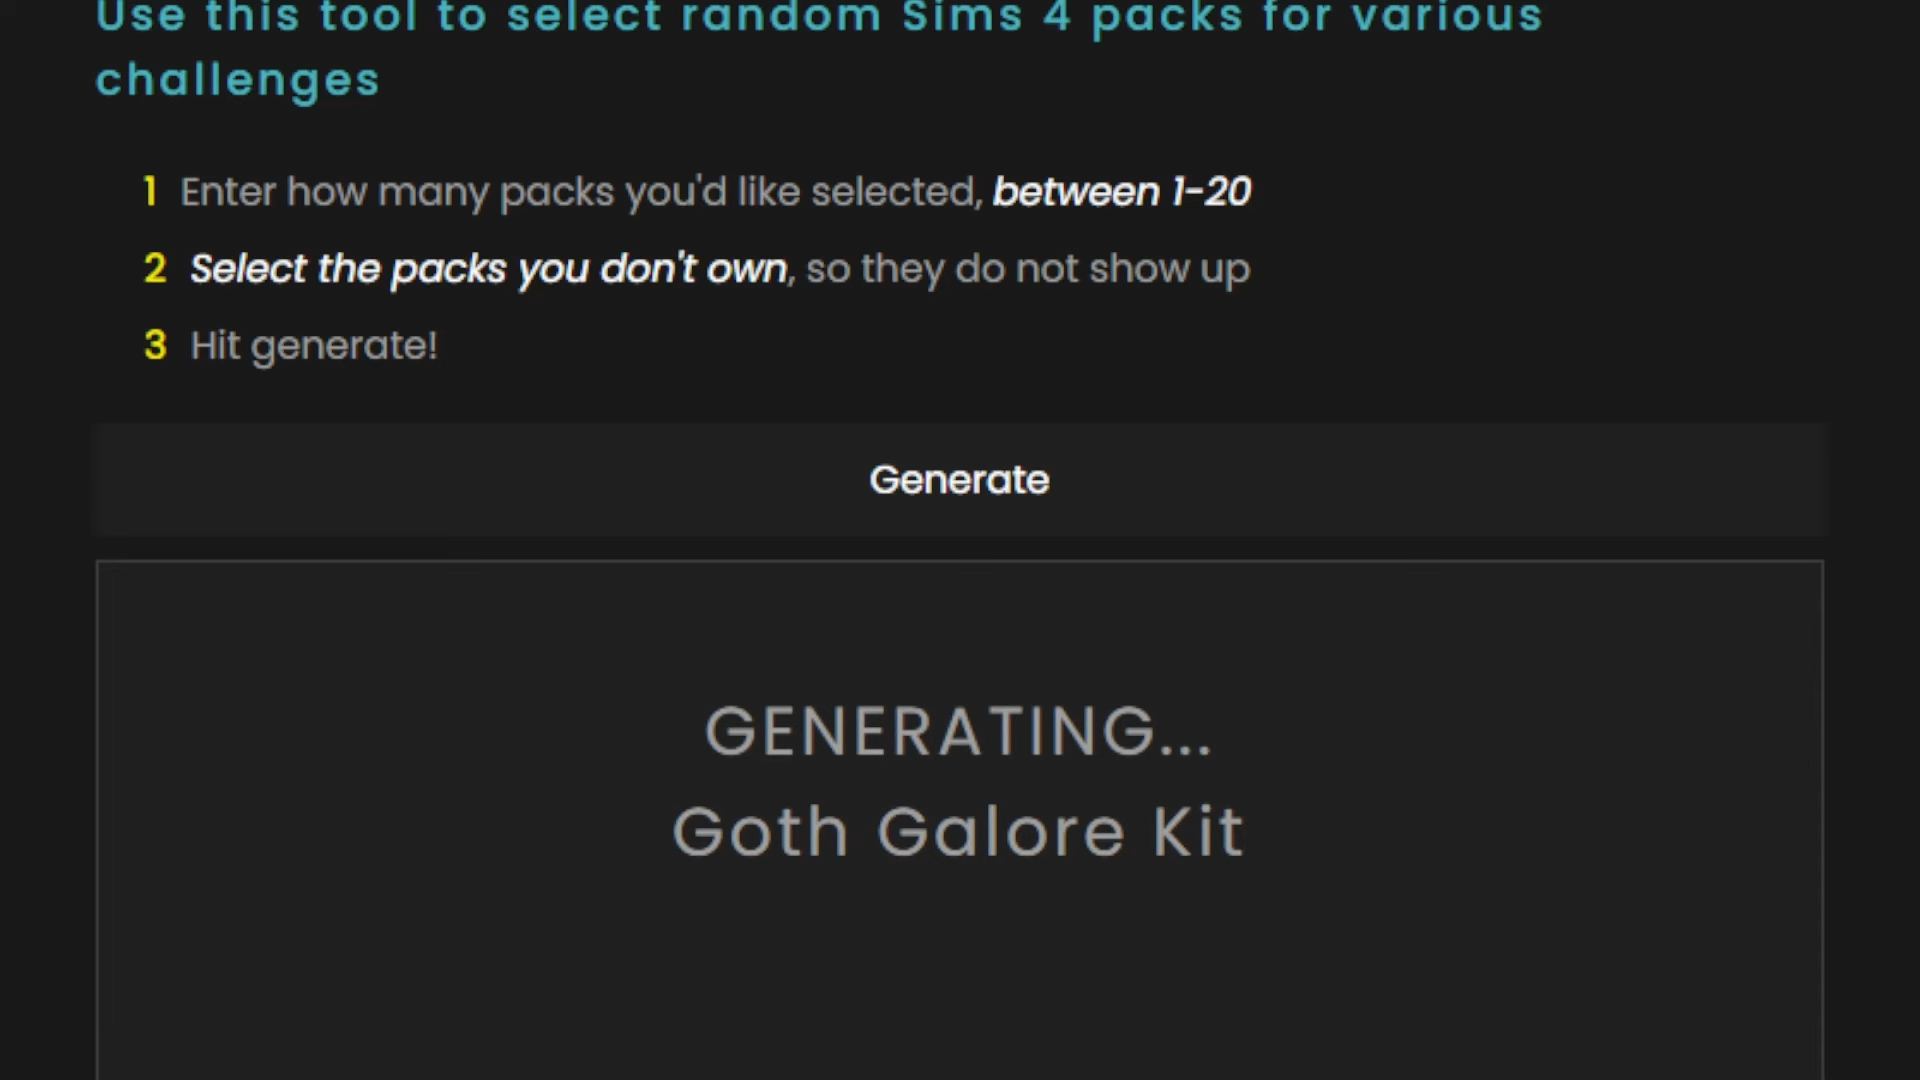 Use this tool to select random Sims 4 packs for various
challenges
1 Enter how many packs you'd like selected, between 1-20
2 Select the packs you don't own, so they do not show up
3 Hit generate!
Generate
GENERATING...
Goth Galore Kit